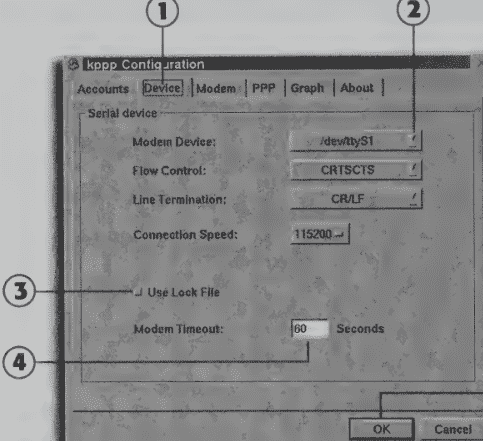 1 2
kppp Configuration
Accounts Device Modem PPP Graph About
Serial device
Modem Device: /dev/ttyS1
Flow Control: CRTSCTS
Line Termination: CR/LF
Connection Speed: 115200
3 Use Lock File
Modem Timeout: 60 Seconds
4
OK Cancel